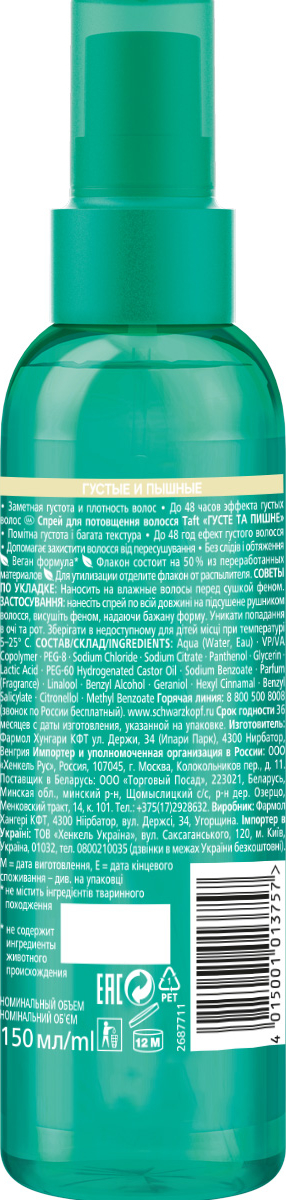 ГУСТЫЕ И ПЫШНЫЕ
• Заметная густота и плотность волос • До 48 часов эффекта густых
волос UA Спрей для потовщення волосся Taft «ГУСТЕ ТА ПИШНЕ»
• Помітна густота і багата текстура • До 48 год ефект густого волосся
• Допомагає захистити волосся від пересушування • Без слідів і обтяження
Веган формула* Флакон состоит на 50 % из переработанных
материалов Для утилизации отделите флакон от распылителя. СОВЕТЫ
ПО УКЛАДКЕ: Наносить на влажные волосы перед сушкой феном.
ЗАСТОСУВАННЯ: нанесіть спрей по всій довжині на підсушене рушником
волосся, висушіть феном, надаючи бажану форму. Уникати попадання
в очі та рот. Зберігати в недоступному для дітей місці при температурі
5–25° С. СОСТАВ/СКЛАД/INGREDIENTS: Aqua (Water, Eau) · VP/VA
Copolymer · PEG-8 · Sodium Chloride · Sodium Citrate · Panthenol · Glycerin ·
Lactic Acid · PEG-60 Hydrogenated Castor Oil · Sodium Benzoate · Parfum
(Fragrance) · Linalool · Benzyl Alcohol · Geraniol · Hexyl Cinnamal · Benzyl
Salicylate · Citronellol · Methyl Benzoate Горячая линия: 8 800 500 8008
(звонок по России бесплатный). www.schwarzkopf.ru Срок годности 36
месяцев с даты изготовления, указанной на упаковке. Изготовитель:
Фармол Хунгари КФТ ул. Держи, 34 (Ипари Парк), 4300 Нирбатор,
Венгрия Импортер и уполномоченная организация в России: ООО
«Хенкель Рус», Россия, 107045, г. Москва, Колокольников пер., д. 11.
Поставщик в Беларусь: ООО "Торговый Посад", 223021, Беларусь,
Минская обл., минский р-н, Щомыслицкий с/с, р-н дер. Озерцо,
Менковский тракт, 14, к. 101. Тел.: +375(17)2928632. Виробник: Фармол
Хангері КФТ, 4300 Ніірбатор, вул. Держсі, 34, Угорщина. Імпортер в
Україні: ТОВ «Хенкель Україна», вул. Саксаганського, 120, м. Київ,
Україна, 01032, тел. 0800210035 (дзвінки в межах України безкоштовні).
М = дата виготовлення, Е = дата кінцевого
споживання – див. на упаковці
* не містить інгредієнтів тваринного
походження
* не содержит
ингредиенты
животного
происхождения
EAC
PET
НОМИНАЛЬНЫЙ ОБЪЕМ
НОМІНАЛЬНИЙ ОБ'ЄМ
150 мл/ml
12 M
2687711
4 015001 013757 >